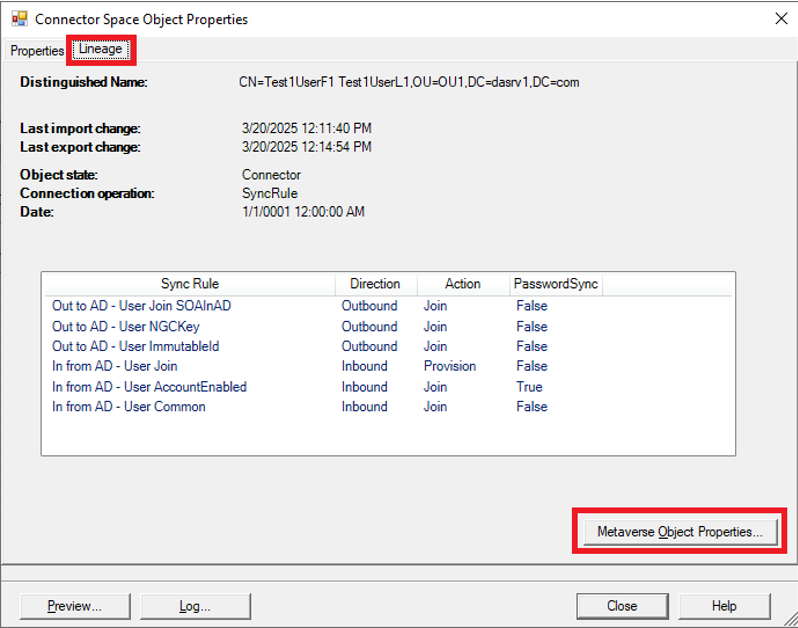 Connector Space Object Properties
Properties Lineage
Distinguished Name: CN=Test1UserF1 Test1UserL1,OU=OU1,DC=dasrv1,DC=com
Last import change: 3/20/2025 12:11:40 PM
Last export change: 3/20/2025 12:14:54 PM
Object state: Connector
Connection operation: SyncRule
Date: 1/1/0001 12:00:00 AM
Sync Rule Direction Action PasswordSync
Out to AD - User Join SOAInAD Outbound Join False
Out to AD - User NGCKey Outbound Join False
Out to AD - User ImmutableId Outbound Join False
In from AD - User Join Inbound Provision False
In from AD - User AccountEnabled Inbound Join True
In from AD - User Common Inbound Join False
Metaverse Object Properties...
Preview... Log... Close Help